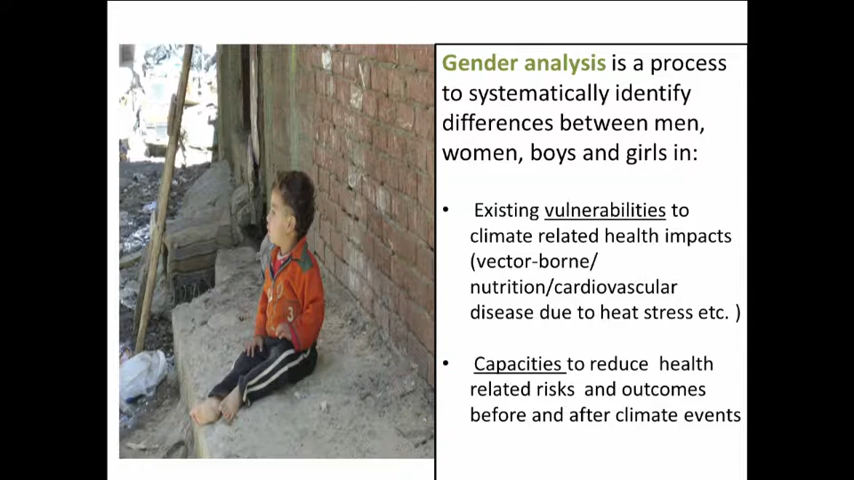 Gender analysis is a process
to systematically identify
differences between men,
women, boys and girls in:
• Existing vulnerabilities to
climate related health impacts
(vector-borne/
nutrition/cardiovascular
disease due to heat stress etc. )
• Capacities to reduce health
related risks and outcomes
before and after climate events
3